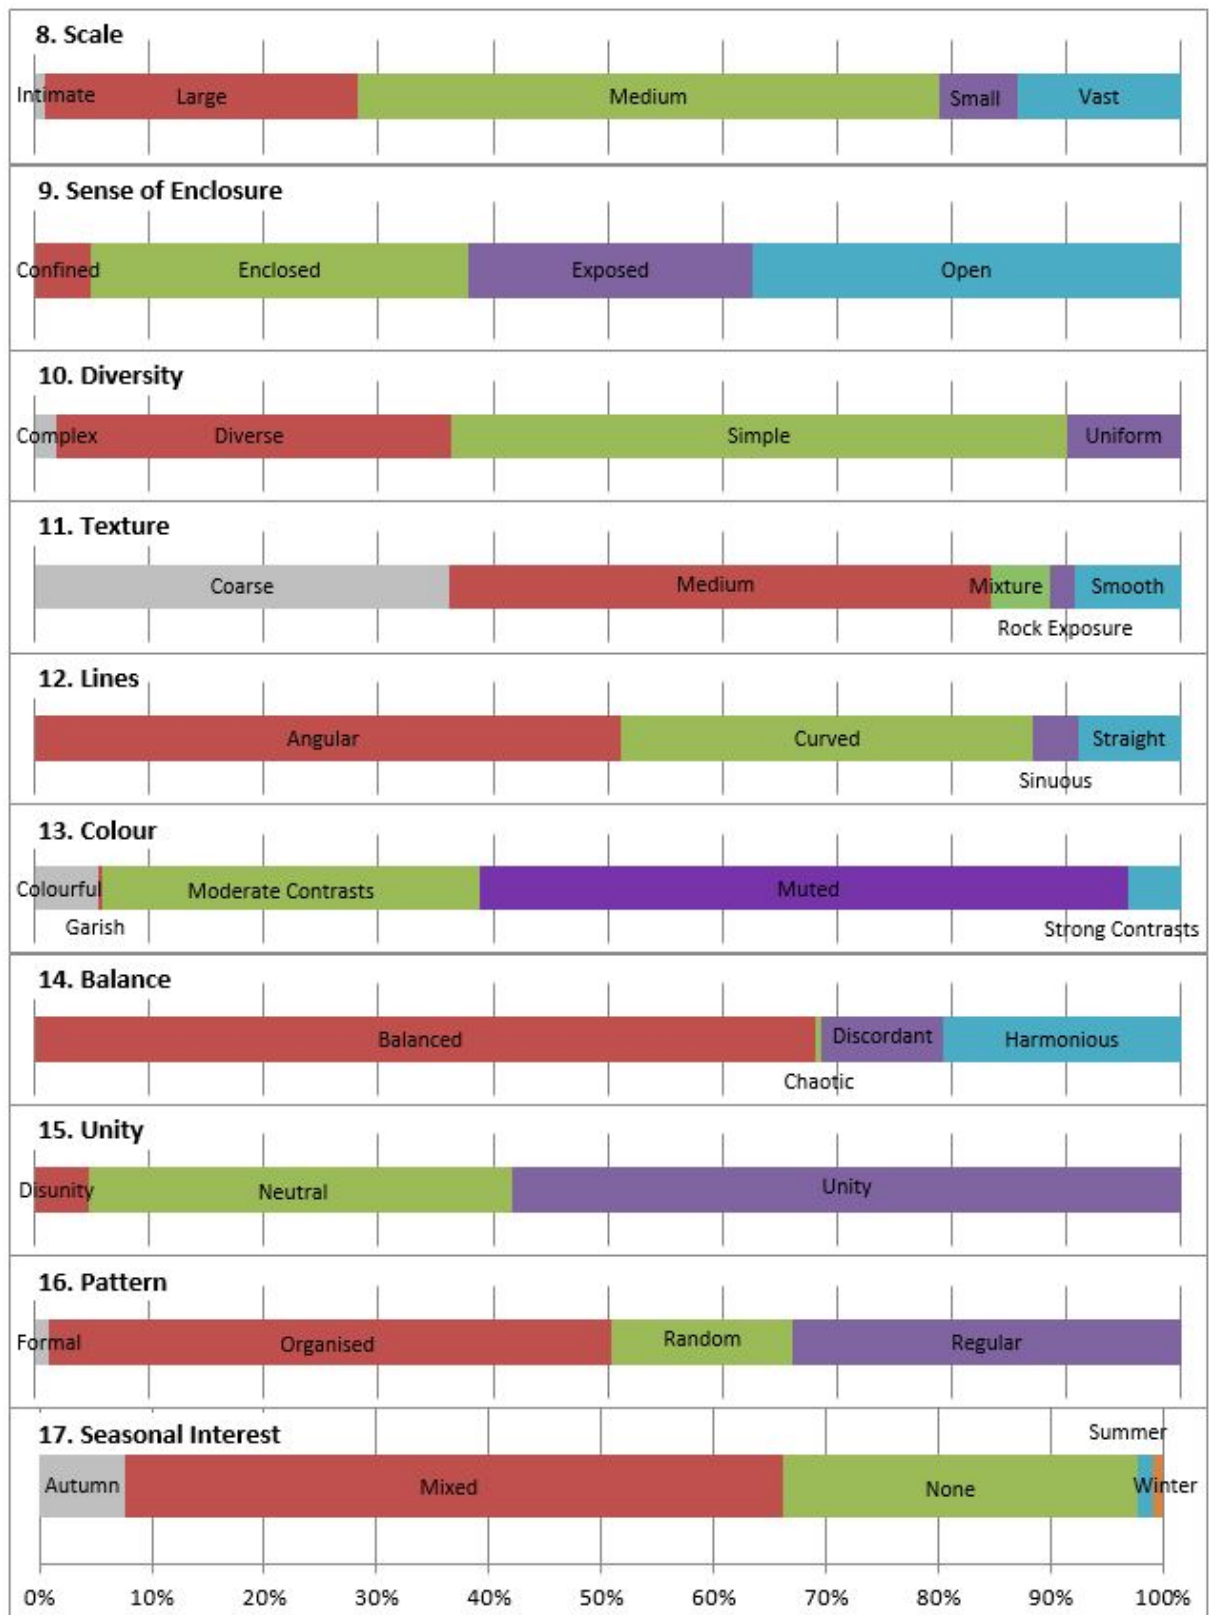 8. Scale
Intimate Large Medium Small Vast
9. Sense of Enclosure
Confined Enclosed Exposed Open
10. Diversity
Complex Diverse Simple Uniform
11. Texture
Coarse Medium Mixture Smooth
Rock Exposure
12. Lines
Angular Curved Straight
Sinuous
13. Colour
Colourful Moderate Contrasts Muted
Garish Strong Contrasts
14. Balance
Balanced Discordant Harmonious
Chaotic
15. Unity
Disunity Neutral Unity
16. Pattern
Formal Organised Random Regular
17. Seasonal Interest Summer
Autumn Mixed None Winter
0% 10% 20% 30% 40% 50% 60% 70% 80% 90% 100%